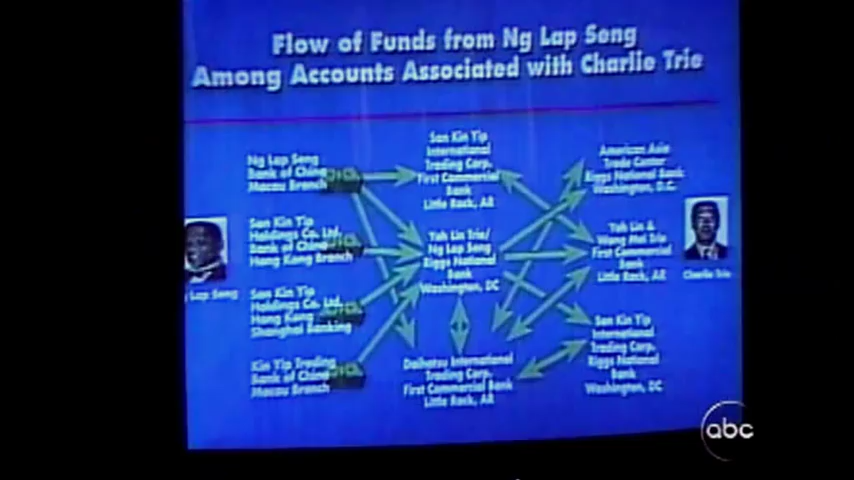 Flow of Funds from Ng Lap Seng
Among Accounts Associated with Charlie Trie
Ng Lap Seng
Bank of China
Macau Branch
San Kin Yip
Holdings Co. Ltd.
Bank of China
Hong Kong Branch
San Kin Yip
Holdings Co. Ltd.
Hong Kong
Shanghai Banking
Kin Yip Trading
Bank of China
Macau Branch
Lap Seng
San Kin Yip
International
Trading Corp.
First Commercial
Bank
Little Rock, AR
Yah Lin Trie/
Ng Lap Seng
Riggs National
Bank
Washington, DC
Daihatsu International
Trading Corp.
First Commercial Bank
Little Rock, AR
American Asia
Trade Center
Riggs National Bank
Washington, D.C.
Yah Lin &
Wang Mei Trie
First Commercial
Bank
Little Rock, AR
San Kin Yip
International
Trading Corp.
Riggs National
Bank
Washington, DC
Charlie Trie
abc